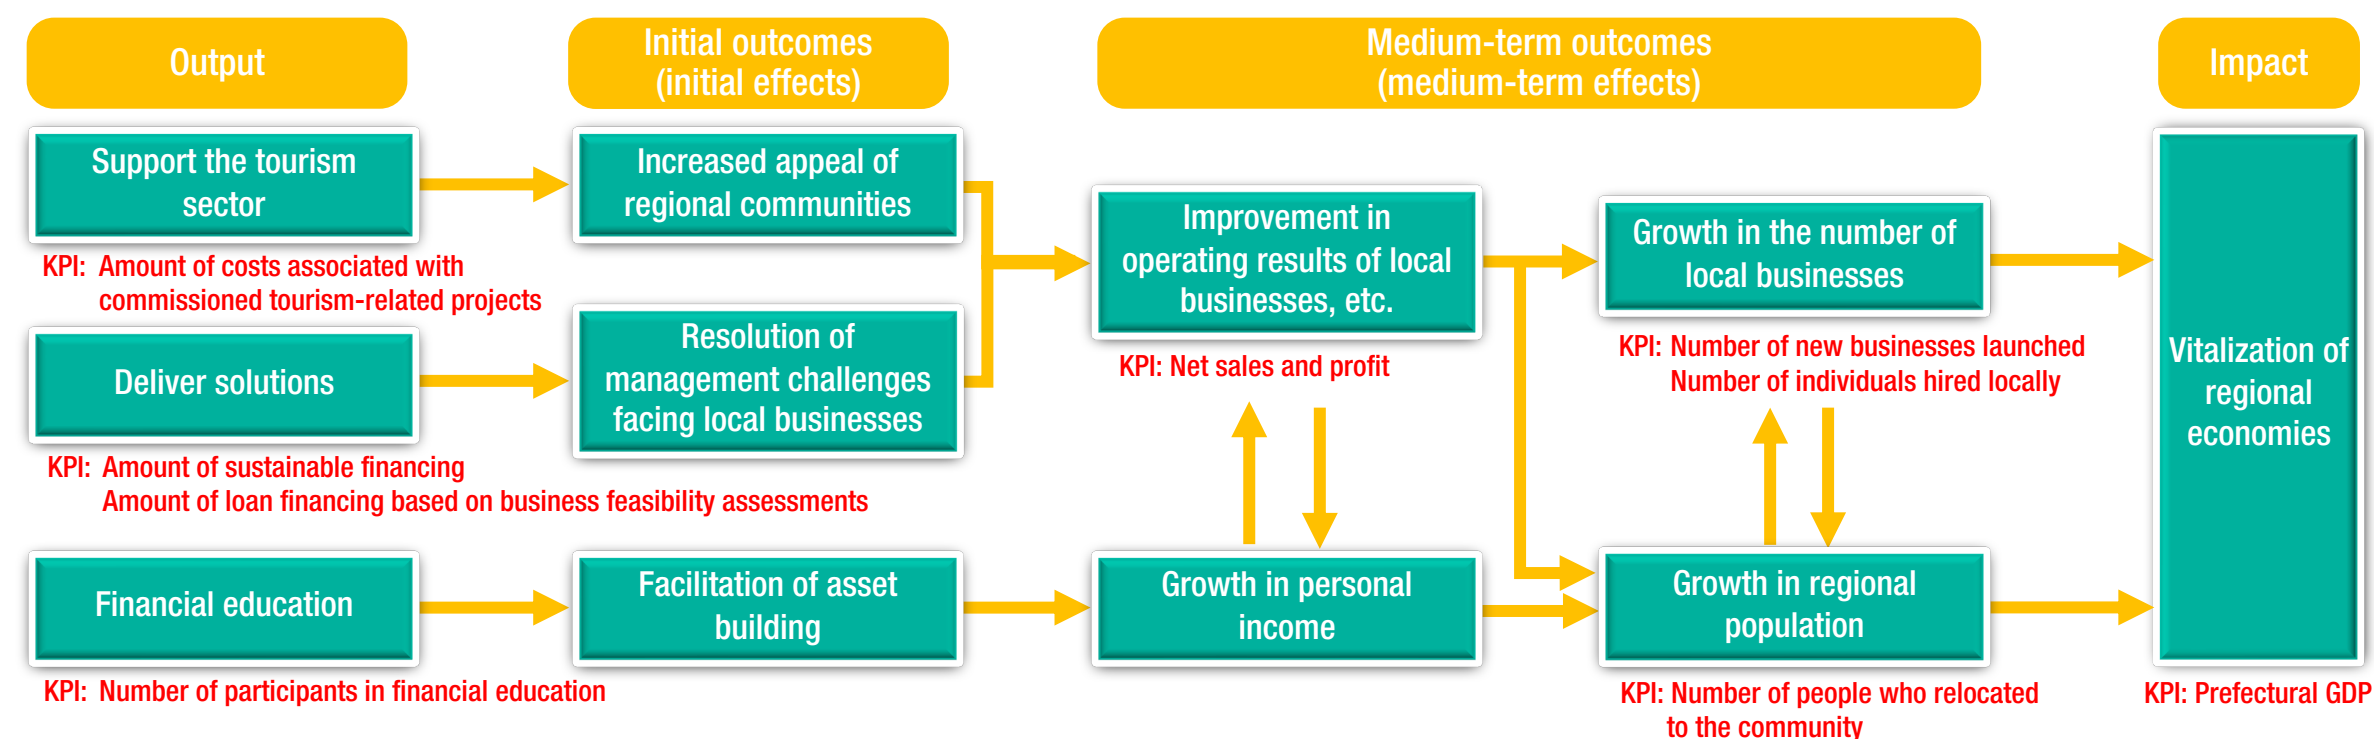 Output
Initial outcomes
(initial effects)
Medium-term outcomes
(medium-term effects)
Impact
Support the tourism
sector
KPI: Amount of costs associated with
commissioned tourism-related projects
Increased appeal of
regional communities
Deliver solutions
KPI: Amount of sustainable financing
Amount of loan financing based on business feasibility assessments
Resolution of
management challenges
facing local businesses
Financial education
KPI: Number of participants in financial education
Facilitation of asset
building
Improvement in
operating results of local
businesses, etc.
KPI: Net sales and profit
Growth in personal
income
Growth in the number of
local businesses
KPI: Number of new businesses launched
Number of individuals hired locally
Growth in regional
population
KPI: Number of people who relocated
to the community
Vitalization of
regional
economies
KPI: Prefectural GDP